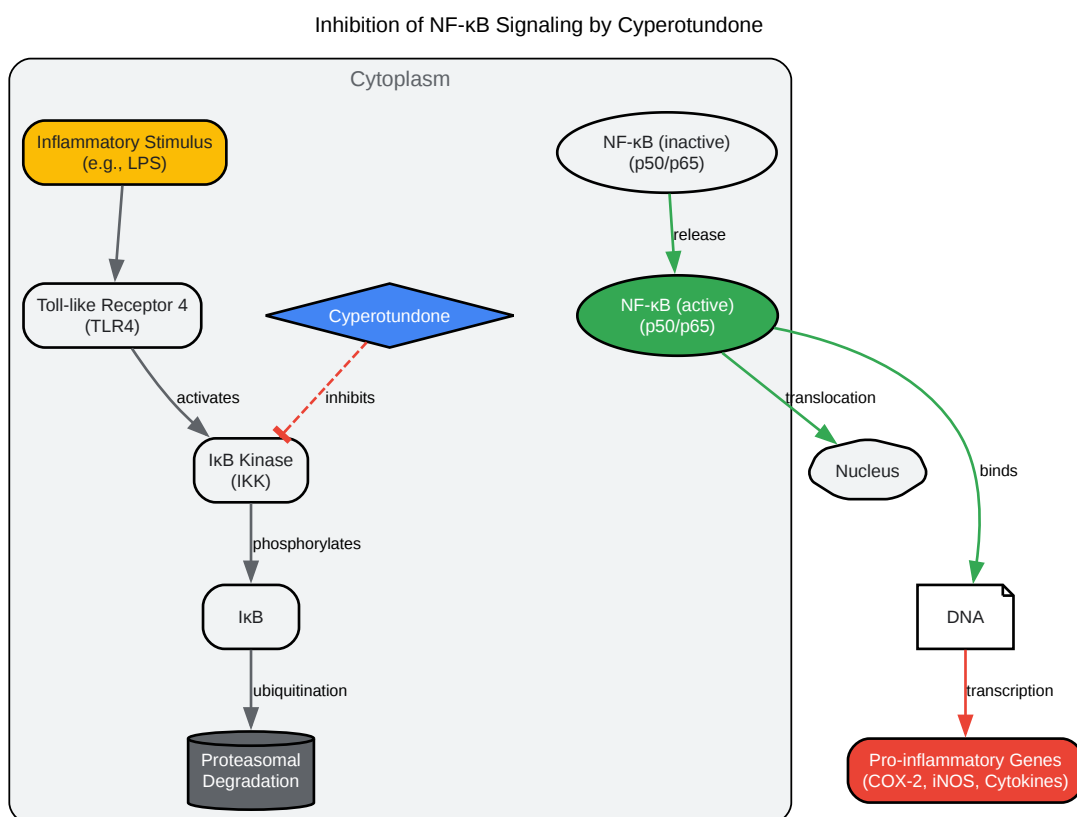 Inhibition of NF-κB Signaling by Cyperotundone
Cytoplasm
Inflammatory Stimulus
(e.g., LPS)
NF-κB (inactive)
(p50/p65)
release
Toll-like Receptor 4
(TLR4)
Cyperotundone
NF-κB (active)
(p50/p65)
activates
inhibits
translocation
IκB Kinase
(IKK)
Nucleus
binds
phosphorylates
IκB
DNA
ubiquitination
transcription
Proteasomal
Degradation
Pro-inflammatory Genes
(COX-2, iNOS, Cytokines)